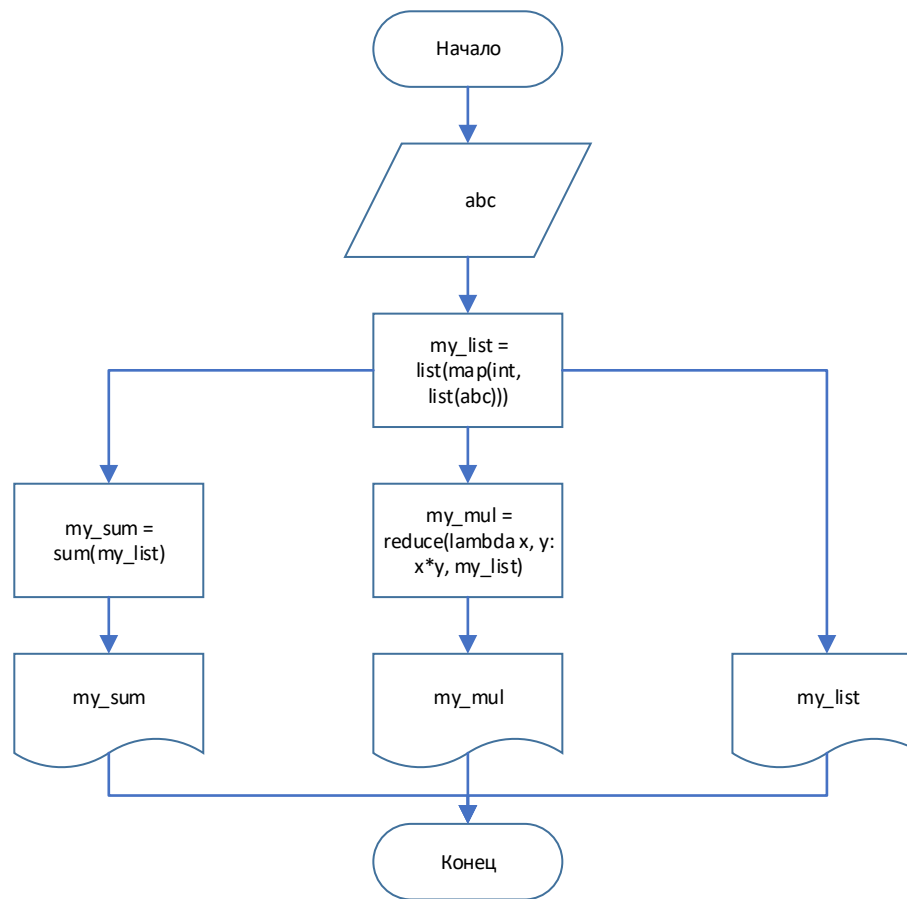 Начало
abc
my_list =
list(map(int,
list(abc)))
my_sum =
sum(my_list)
my_mul =
reduce(lambda x, y:
x*y, my_list)
my_sum
my_mul
my_list
Конец